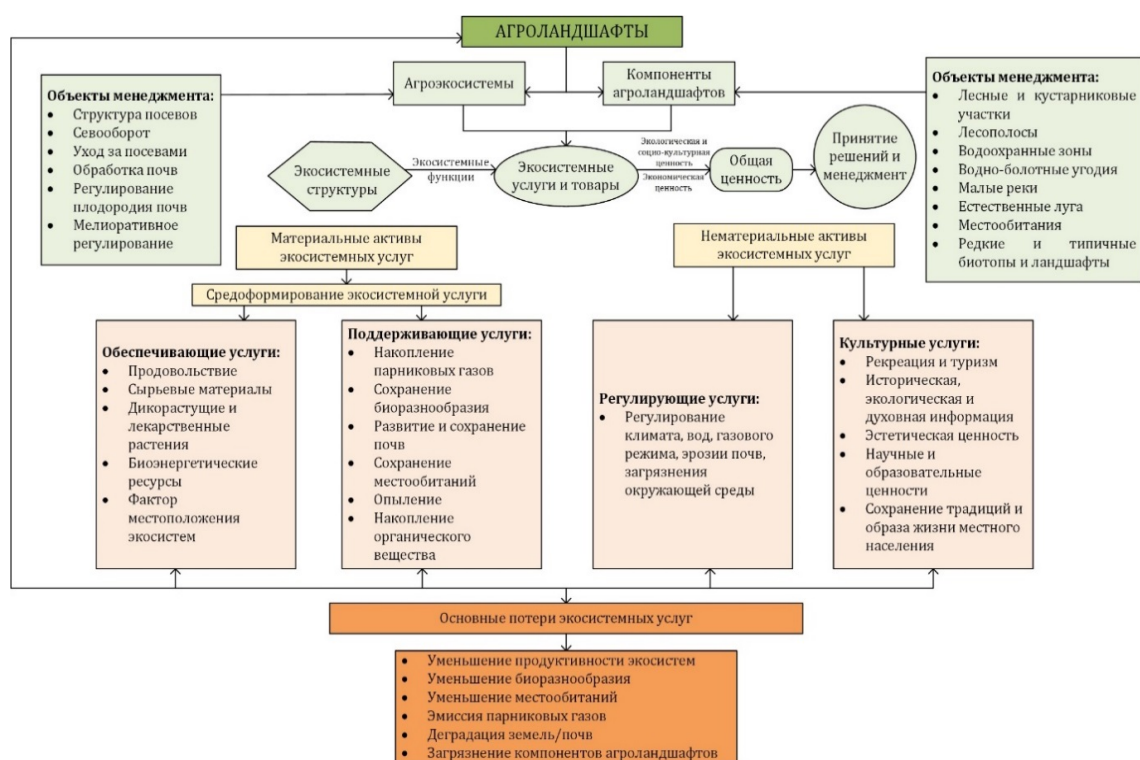 АГРОЛАНДШАФТЫ
Агроэкосистемы
Компоненты
агроландшафтов
Объекты менеджмента:
• Структура посевов
• Севооборот
• Уход за посевами
• Обработка почв
• Регулирование
плодородия почв
• Мелиоративное
регулирование
Объекты менеджмента:
• Лесные и кустарниковые
участки
• Лесополосы
• Водоохранные зоны
• Водно-болотные угодия
• Малые реки
• Естественные луга
• Местообитания
• Редкие и типичные
биотопы и ландшафты
Экосистемные
структуры
Экосистемные
функции
Экосистемные
услуги и товары
Экологическая и
социо-культурная
ценность
Экономическая
ценность
Общая
ценность
Принятие
решений и
менеджмент
Материальные активы
экосистемных услуг
Нематериальные активы
экосистемных услуг
Средоформирование экосистемной услуги
Обеспечивающие услуги:
• Продовольствие
• Сырьевые материалы
• Дикорастущие и
лекарственные
растения
• Биоэнергетические
ресурсы
• Фактор
местоположения
экосистем
Поддерживающие услуги:
• Накопление
парниковых газов
• Сохранение
биоразнообразия
• Развитие и сохранение
почв
• Сохранение
местообитаний
• Опыление
• Накопление
органического
вещества
Регулирующие услуги:
• Регулирование
климата, вод, газового
режима, эрозии почв,
загрязнения
окружающей среды
Культурные услуги:
• Рекреация и туризм
• Историческая,
экологическая и
духовная информация
• Эстетическая ценность
• Научные и
образовательные
ценности
• Сохранение традиций и
образа жизни местного
населения
Основные потери экосистемных услуг
• Уменьшение продуктивности экосистем
• Уменьшение биоразнообразия
• Уменьшение местообитаний
• Эмиссия парниковых газов
• Деградация земель/почв
• Загрязнение компонентов агроландшафтов